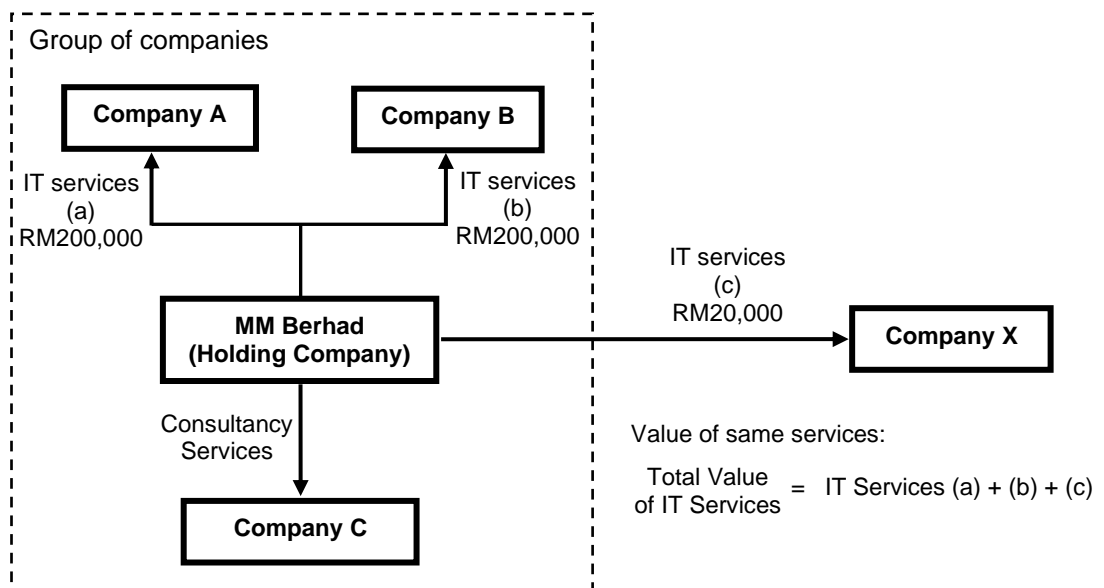 Group of companies
Company A
Company B
IT services
(a)
RM200,000
IT services
(b)
RM200,000
IT services
(c)
RM20,000
MM Berhad
(Holding Company)
Company X
Consultancy
Services
Company C
Value of same services:
Total Value
of IT Services
= IT Services (a) + (b) + (c)